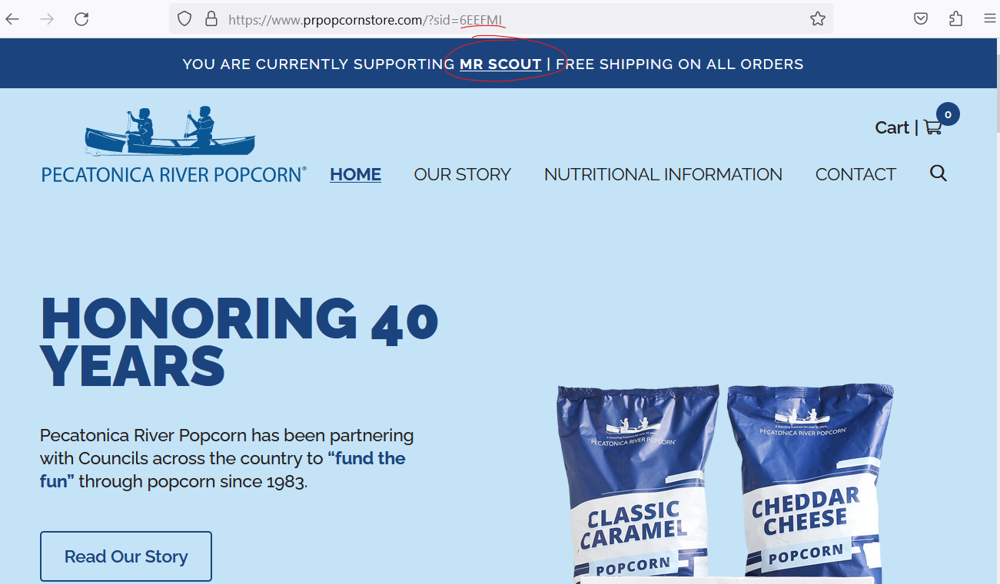 https://www.prpopcornstore.com/?sid=6EEFMI
YOU ARE CURRENTLY SUPPORTING MR SCOUT | FREE SHIPPING ON ALL ORDERS
Cart | 0
PECATONICA RIVER POPCORN®
HOME OUR STORY NUTRITIONAL INFORMATION CONTACT
HONORING 40
YEARS
Pecatonica River Popcorn has been partnering
with Councils across the country to “fund the
fun” through popcorn since 1983.
Read Our Story
PECATONICA RIVER POPCORN
CLASSIC
CARAMEL
POPCORN
PECATONICA RIVER POPCORN
CHEDDAR
CHEESE
POPCORN